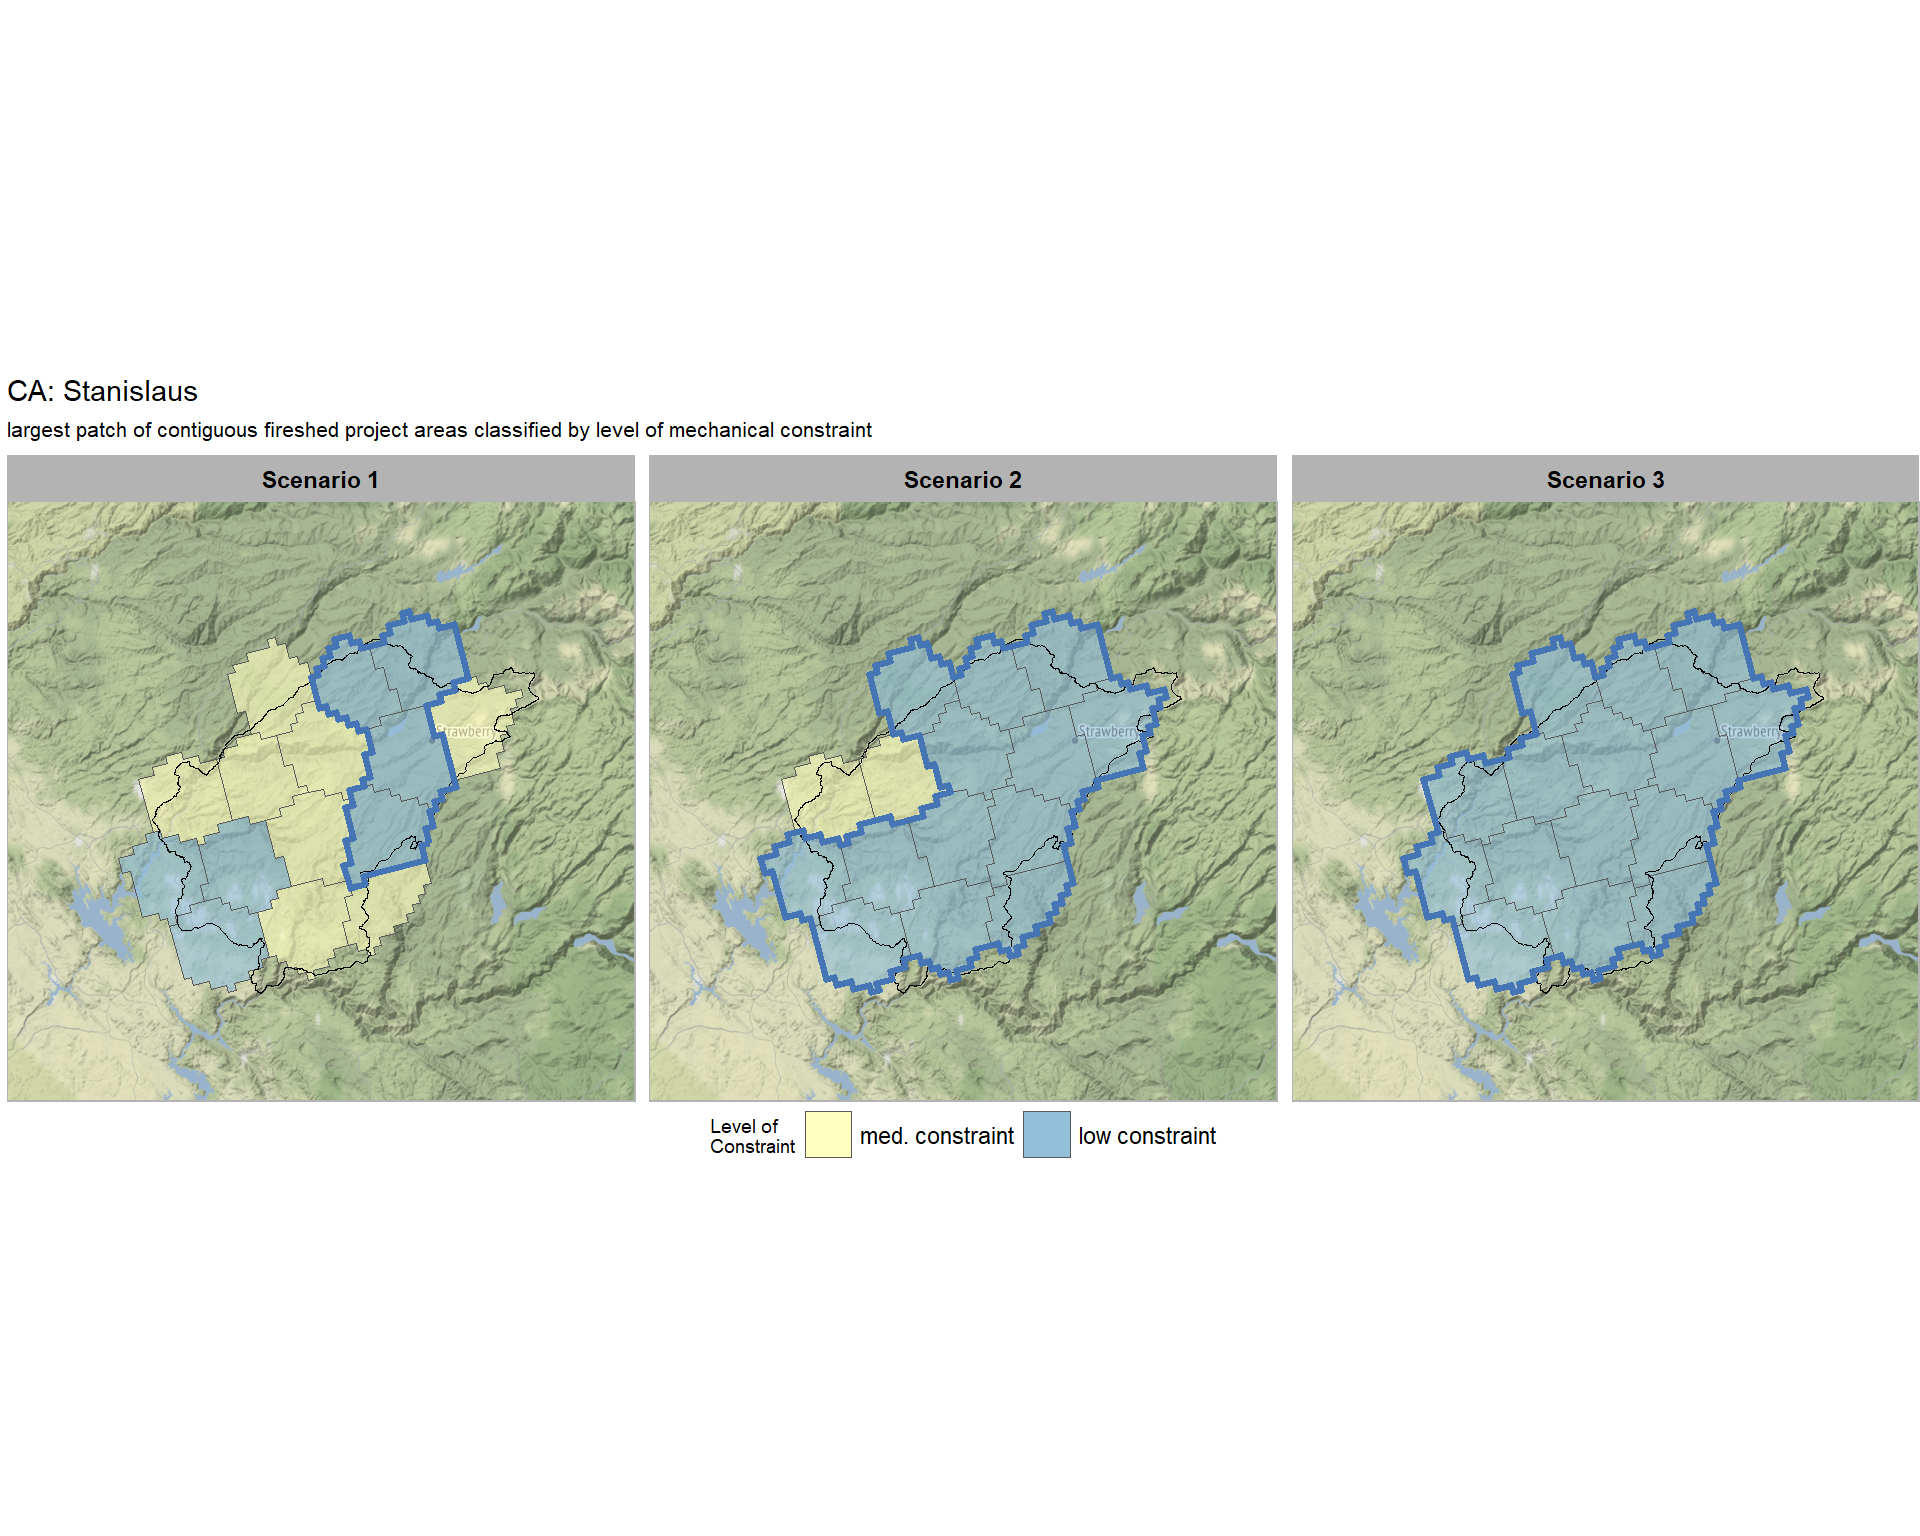 CA: Stanislaus
largest patch of contiguous fireshed project areas classified by level of mechanical constraint
Scenario 1
Scenario 2
Scenario 3
Strawberry
Strawberry
Strawberry
Level of
Constraint
med. constraint
low constraint